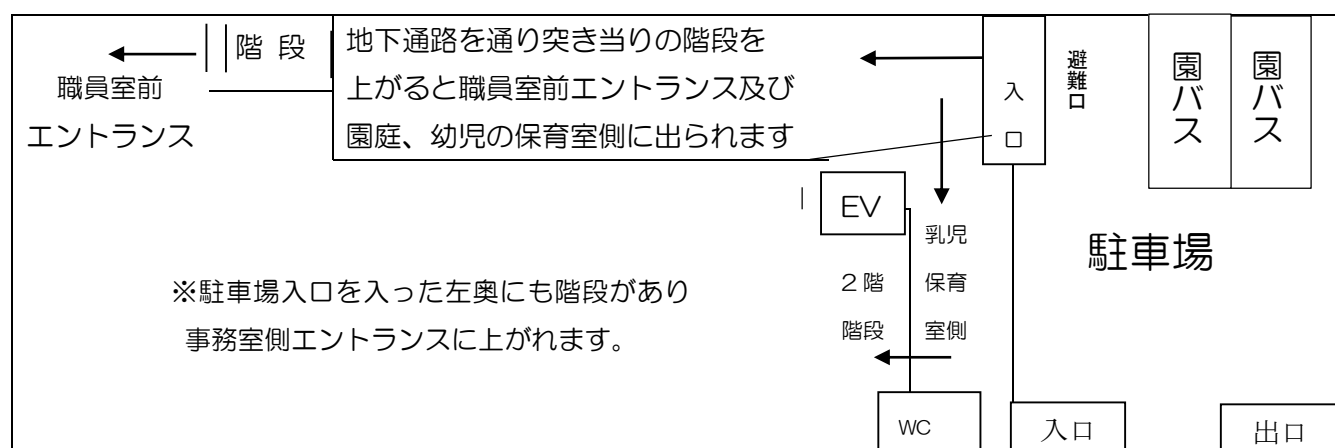 階 段
職員室前
エントランス
地下通路を通り突き当りの階段を
上がると職員室前エントランス及び
園庭、幼児の保育室側に出られます
入
口
避難口
園バス
園バス
EV
乳児
保育
室側
2階
階段
駐車場
※駐車場入口を入った左奥にも階段があり
事務室側エントランスに上がれます。
WC
入口
出口